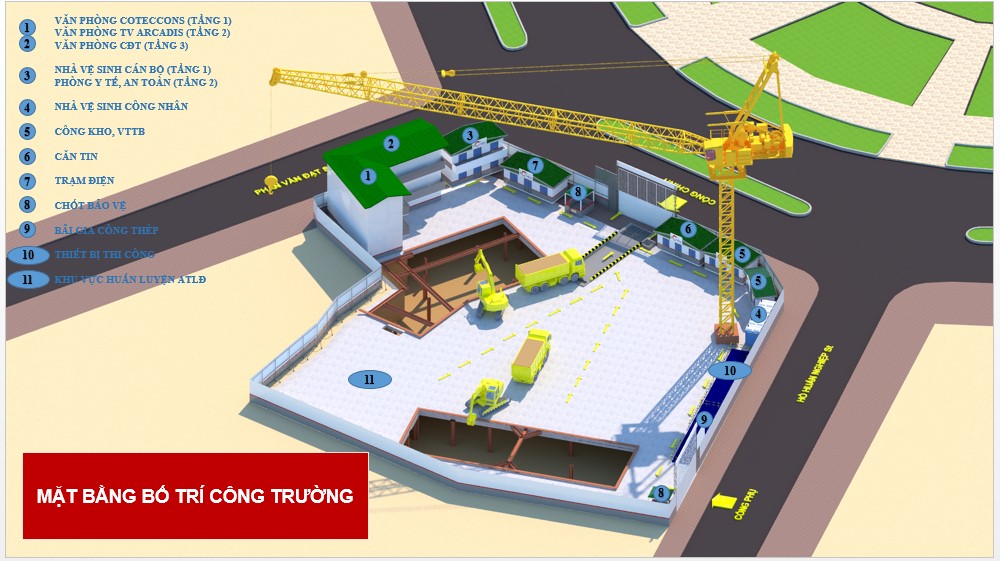 1 VĂN PHÒNG COTECCONS (TẦNG 1)
VĂN PHÒNG TV ARCADIS (TẦNG 2)
2 VĂN PHÒNG CĐT (TẦNG 3)
3 NHÀ VỆ SINH CÁN BỘ (TẦNG 1)
PHÒNG Y TẾ, AN TOÀN (TẦNG 2)
4 NHÀ VỆ SINH CÔNG NHÂN
5 CÔNG KHO, VTTB
6 CĂN TIN
7 TRẠM ĐIỆN
8 CHỐT BẢO VỆ
9 BÃI GIA CÔNG THÉP
10 THIẾT BỊ THI CÔNG
11 KHU VỰC HUẤN LUYỆN ATLĐ
2
3
1
7
8
6
5
5
4
10
11
9
8
PHAN VĂN ĐẠT
CỔNG CHÍNH
HỒ HUẤN NGHIỆP St.
CỔNG PHỤ
MẶT BẰNG BỐ TRÍ CÔNG TRƯỜNG